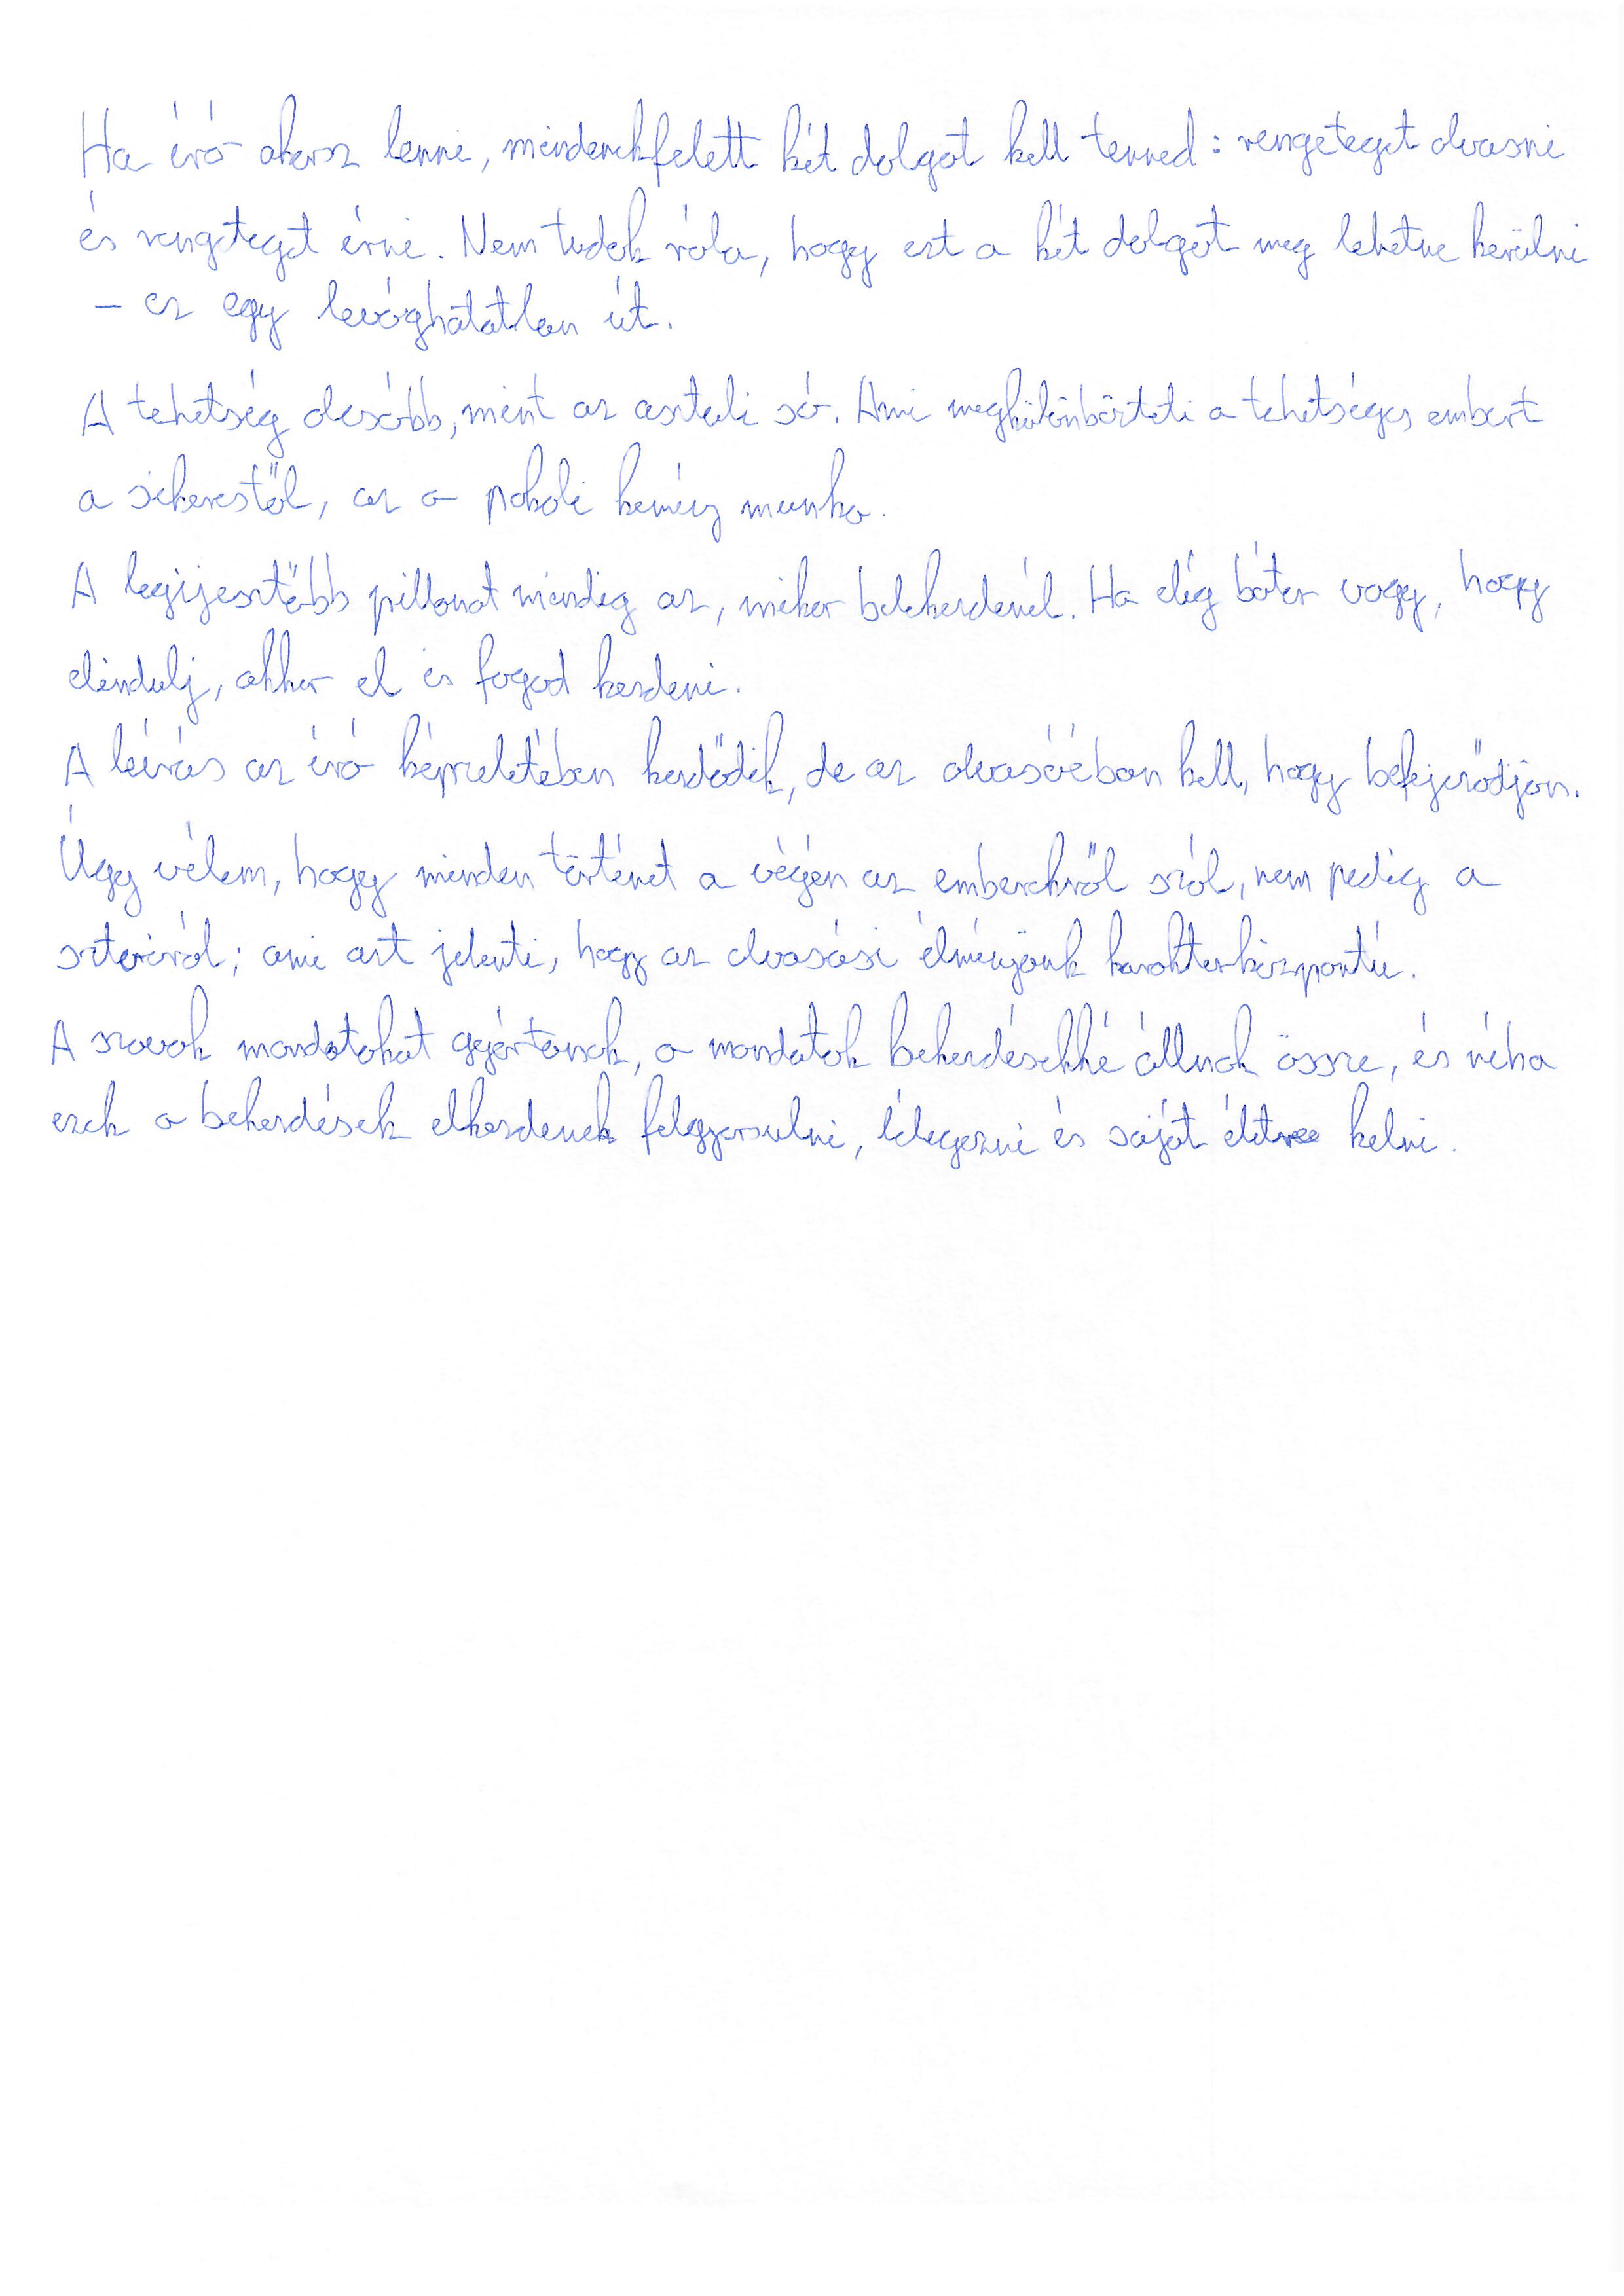 Ha író akarsz lenni, mindenekfelett két dolgot kell tenned: rengeteget olvasni
és rengeteget írni. Nem tudok róla, hogy ezt a két dolgot meg lehetne kerülni
– ez egy levághatatlan út.
A tehetség olcsóbb, mint az asztali só. Ami megkülönbözteti a tehetséges embert
a sikerestől, az a pokoli kemény munka.
A legijesztőbb pillanat mindig az, mikor belekezdenél. Ha elég bátor vagy, hogy
elindulj, akkor el is fogod kezdeni.
A leírás az író képzeletében kezdődik, de az olvasóéban kell, hogy befejeződjön.
Úgy vélem, hogy minden történet a végén az emberekről szól, nem pedig a
sztoriról; ami azt jelenti, hogy az olvasási élményünk karakterközpontú.
A szavak mondatokat gyártanak, a mondatok bekezdésekké állnak össze, és néha
ezek a bekezdések elkezdenek felgyorsulni, lélegezni és saját életre kelni.